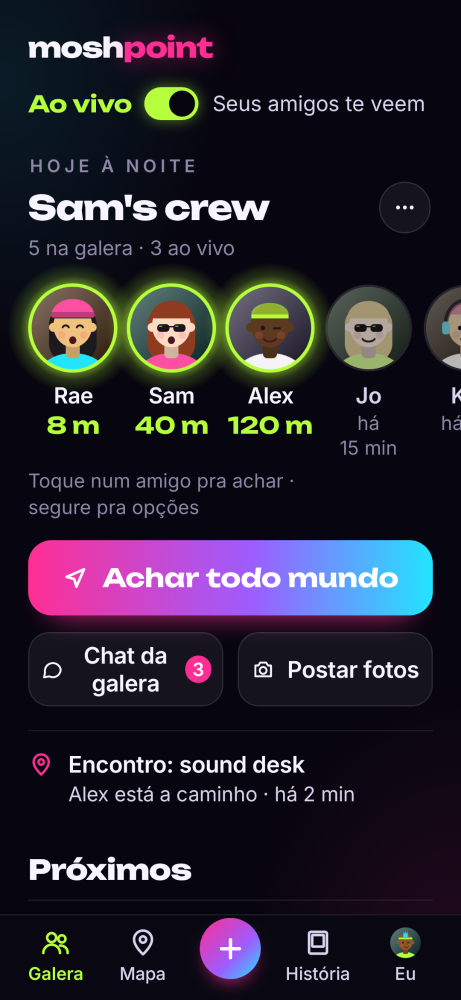 moshpoint
Ao vivo
Seus amigos te veem
HOJE À NOITE
Sam's crew
5 na galera · 3 ao vivo
Rae
Sam
Alex
Jo
K
8 m
40 m
120 m
há
15 min
há
Toque num amigo pra achar ·
segure pra opções
Achar todo mundo
Chat da
galera
3
Postar fotos
Encontro: sound desk
Alex está a caminho · há 2 min
Próximos
Galera
Mapa
História
Eu